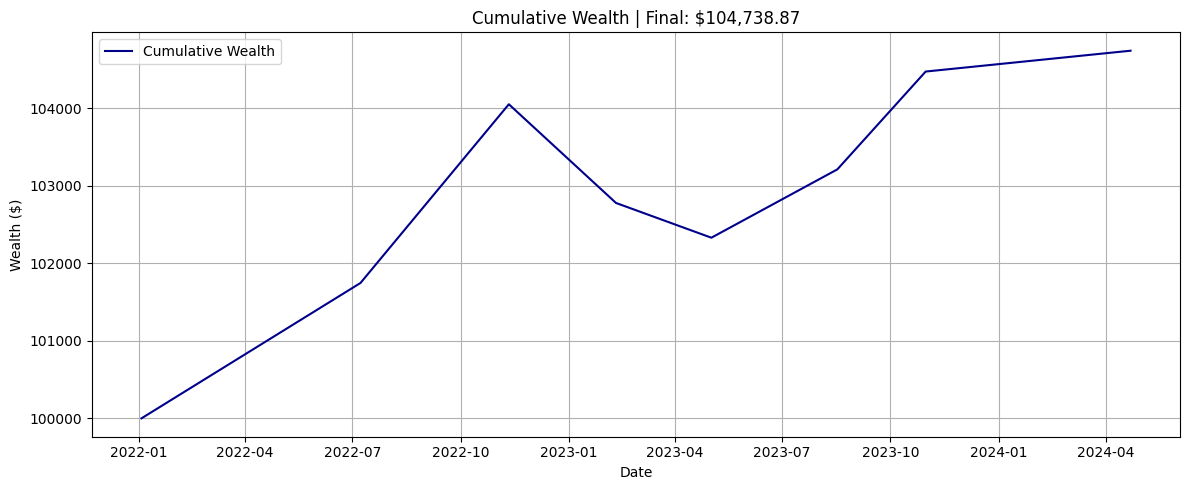 Cumulative Wealth | Final: $104,738.87
Cumulative Wealth
Wealth ($)
104000
103000
102000
101000
100000
2022-01 2022-04 2022-07 2022-10 2023-01 2023-04 2023-07 2023-10 2024-01 2024-04
Date